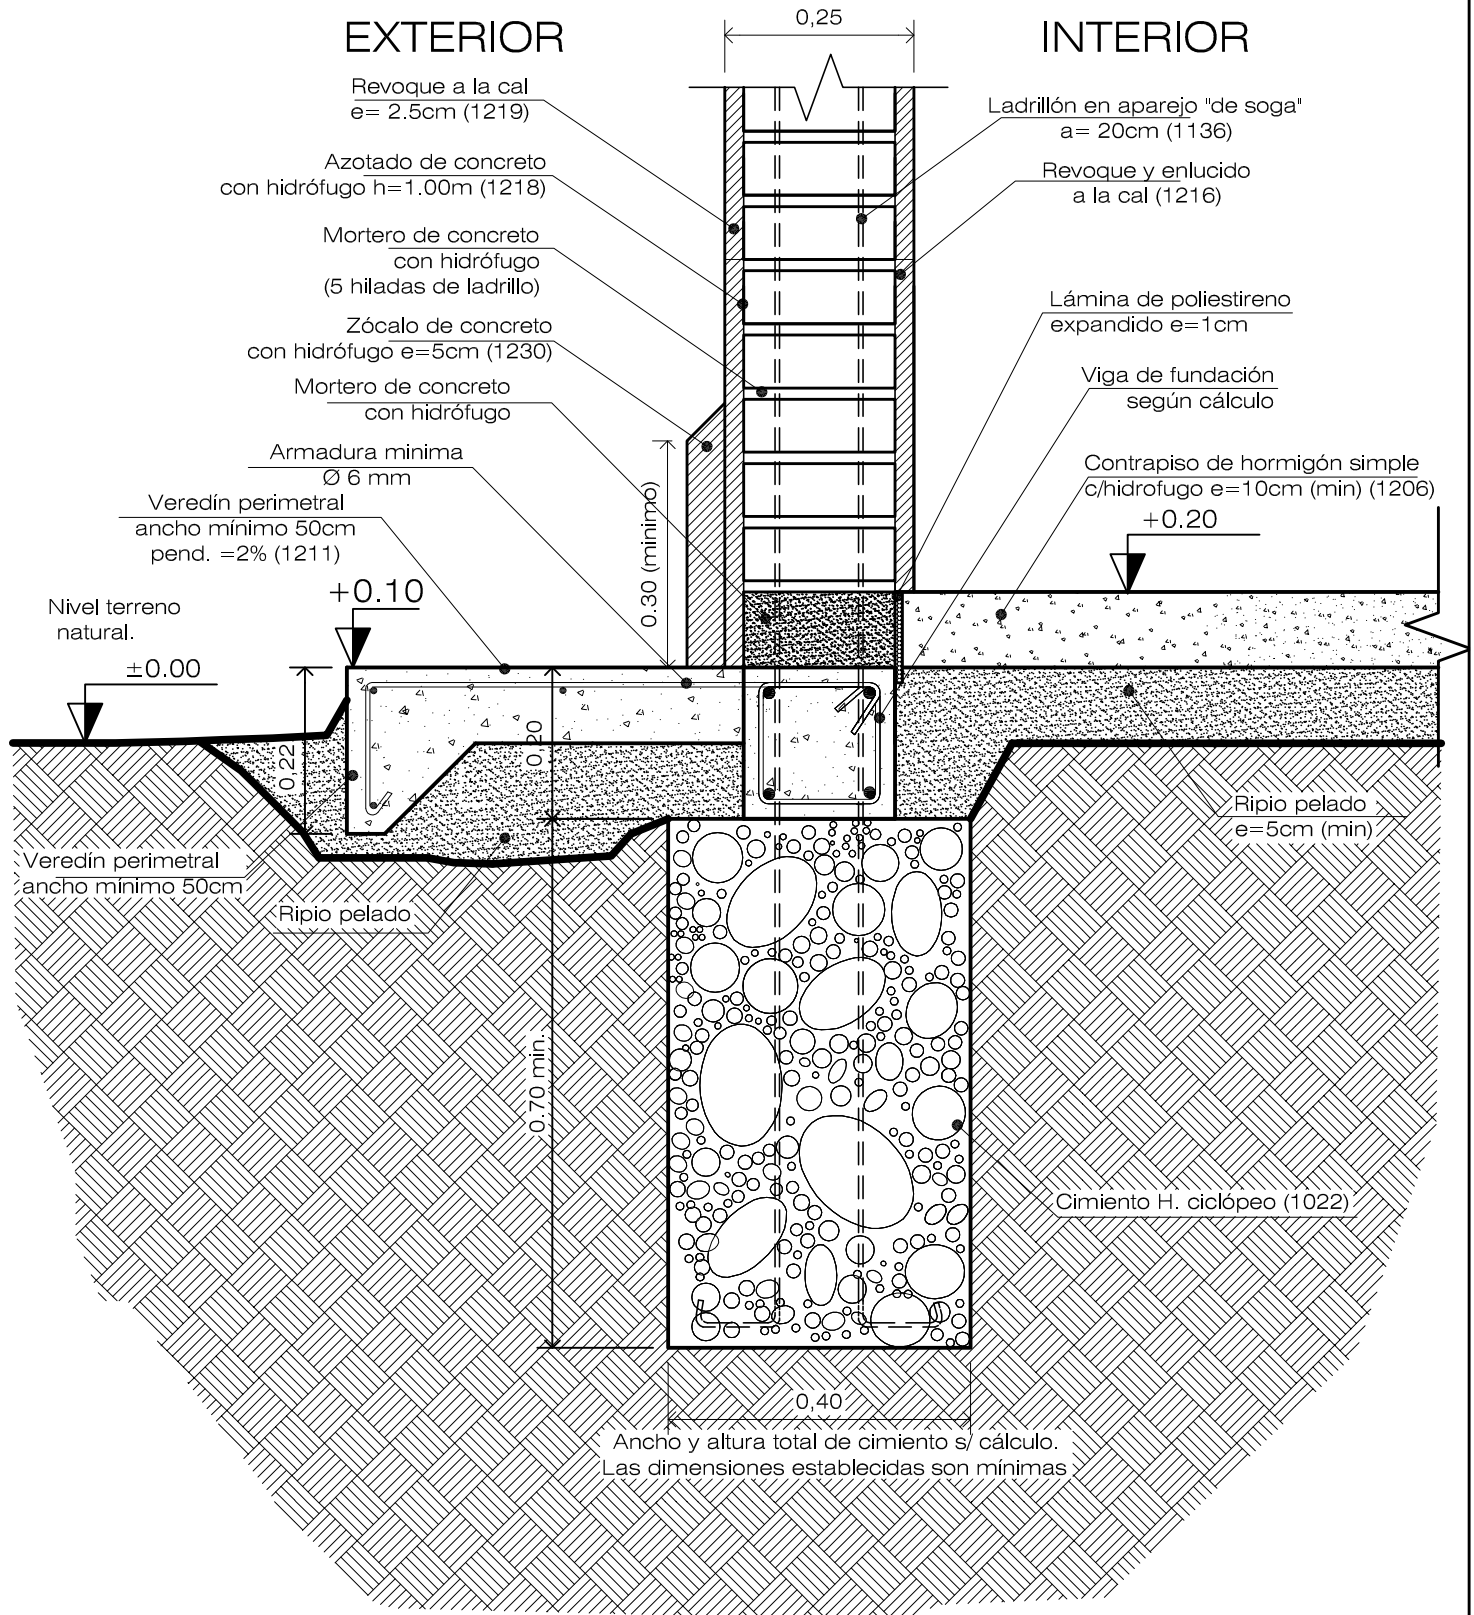 EXTERIOR
0,25
INTERIOR
Revoque a la cal
e= 2.5cm (1219)
Ladrillón en aparejo "de soga"
a= 20cm (1136)
Azotado de concreto
con hidrófugo h=1.00m (1218)
Revoque y enlucido
a la cal (1216)
Mortero de concreto
con hidrófugo
(5 hiladas de ladrillo)
Lámina de poliestireno
expandido e=1cm
Zócalo de concreto
con hidrófugo e=5cm (1230)
Viga de fundación
según cálculo
Mortero de concreto
con hidrófugo
Armadura minima
Ø 6 mm
Contrapiso de hormigón simple
c/hidrofugo e=10cm (min) (1206)
Veredín perimetral
ancho mínimo 50cm
pend. =2% (1211)
+0.20
0.30 (minimo)
+0.10
Nivel terreno
natural.
±0.00
0.22
0.20
Ripio pelado
e=5cm (min)
Veredín perimetral
ancho mínimo 50cm
Ripio pelado
0.70 min.
Cimiento H. ciclópeo (1022)
0,40
Ancho y altura total de cimiento s/ cálculo.
Las dimensiones establecidas son mínimas